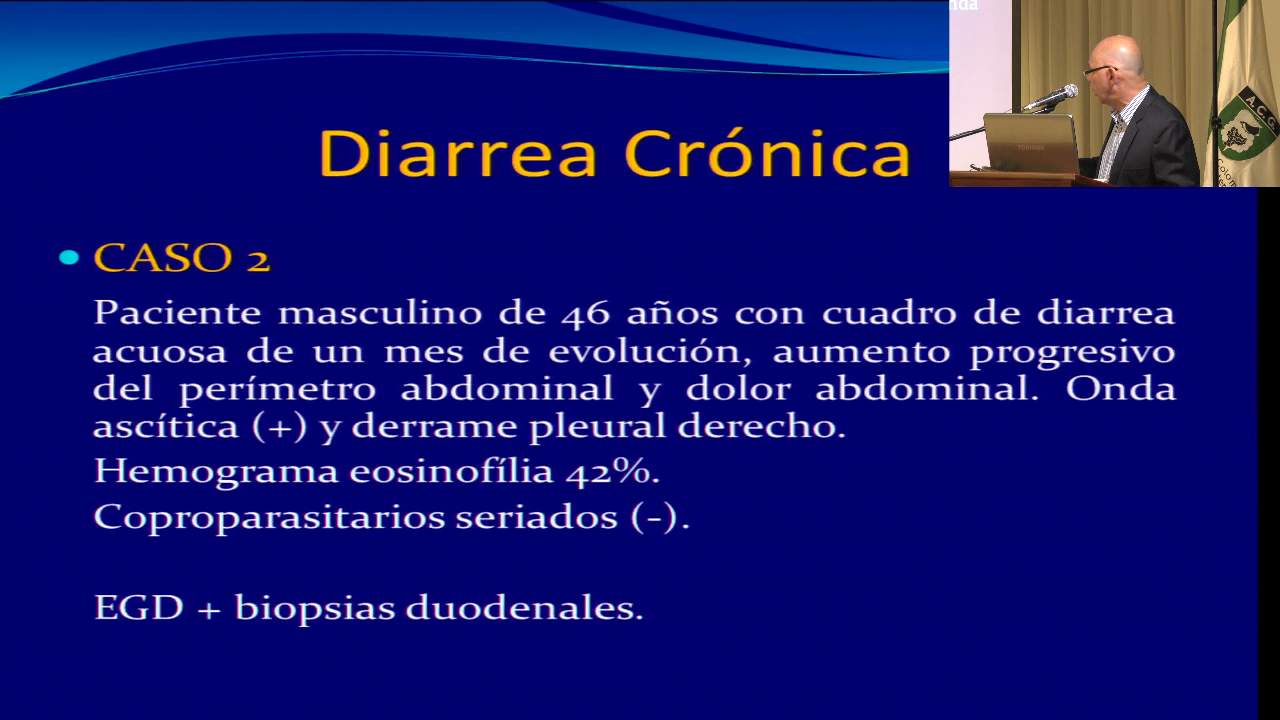 nda
Diarrea Crónica
• CASO 2
Paciente masculino de 46 años con cuadro de diarrea
acuosa de un mes de evolución, aumento progresivo
del perímetro abdominal y dolor abdominal. Onda
ascítica (+) y derrame pleural derecho.
Hemograma eosinofília 42%.
Coproparasitarios seriados (-).
EGD + biopsias duodenales.
TOSHIBA
A.C.G